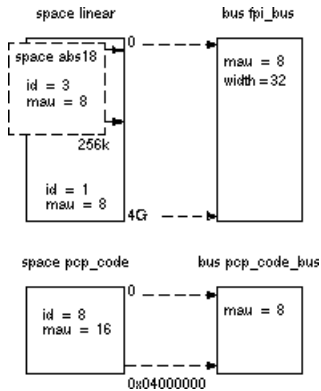 space linear
bus fpi_bus
0
space abs18
id = 3
mau = 8
mau = 8
width = 32
256k
id = 1
mau = 8
4G
space pcp_code
bus pcp_code_bus
0
id = 8
mau = 16
mau = 8
0x04000000